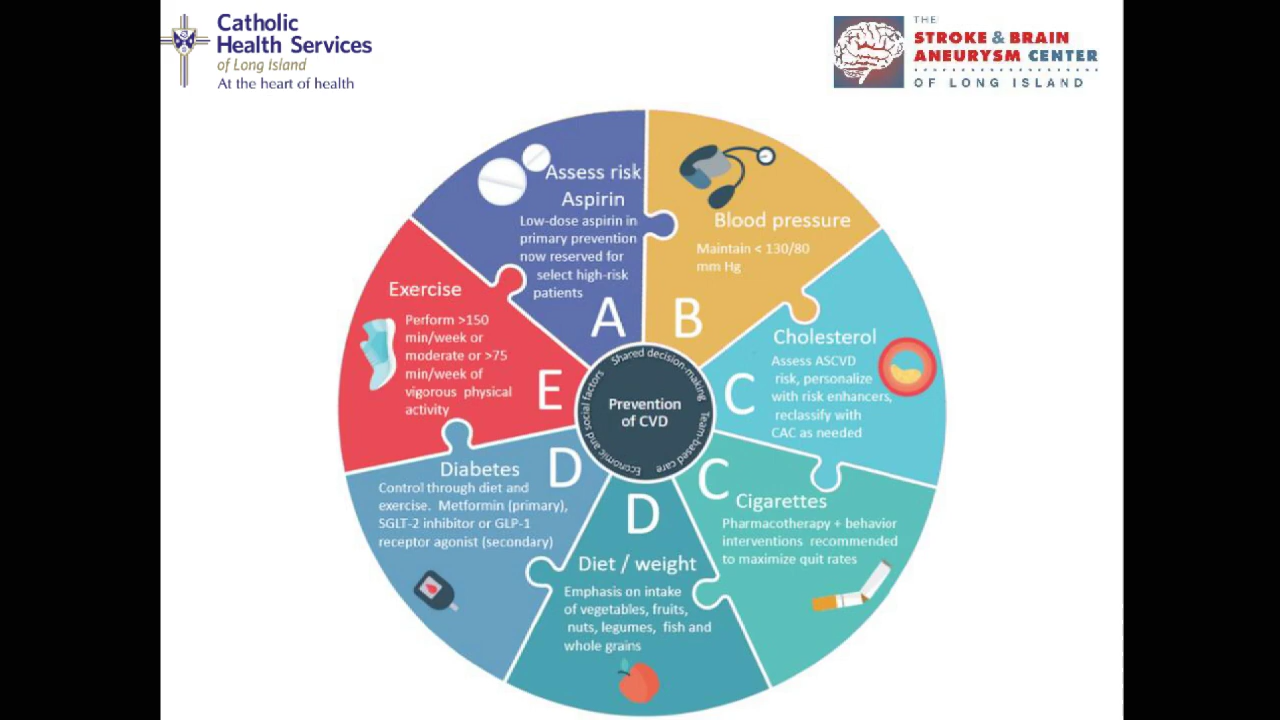 Catholic
Health Services
of Long Island
At the heart of health
THE
STROKE & BRAIN
ANEURYSM CENTER
OF LONG ISLAND
Assess risk
Aspirin
Low-dose aspirin in
primary prevention
now reserved for
select high-risk
patients
A
Blood pressure
Maintain < 130/80
mm Hg
B
Cholesterol
Assess ASCVD
risk, personalize
with risk enhancers,
reclassify with
CAC as needed
C
Cigarettes
Pharmacotherapy + behavior
interventions recommended
to maximize quit rates
C
D
Diet / weight
Emphasis on intake
of vegetables, fruits,
nuts, legumes, fish and
whole grains
D
Diabetes
Control through diet and
exercise. Metformin (primary),
SGLT-2 inhibitor or GLP-1
receptor agonist (secondary)
E
Exercise
Perform >150
min/week or
moderate or >75
min/week of
vigorous physical
activity
Shared decision-making
Team-based care
Economic and social factors
Prevention
of CVD